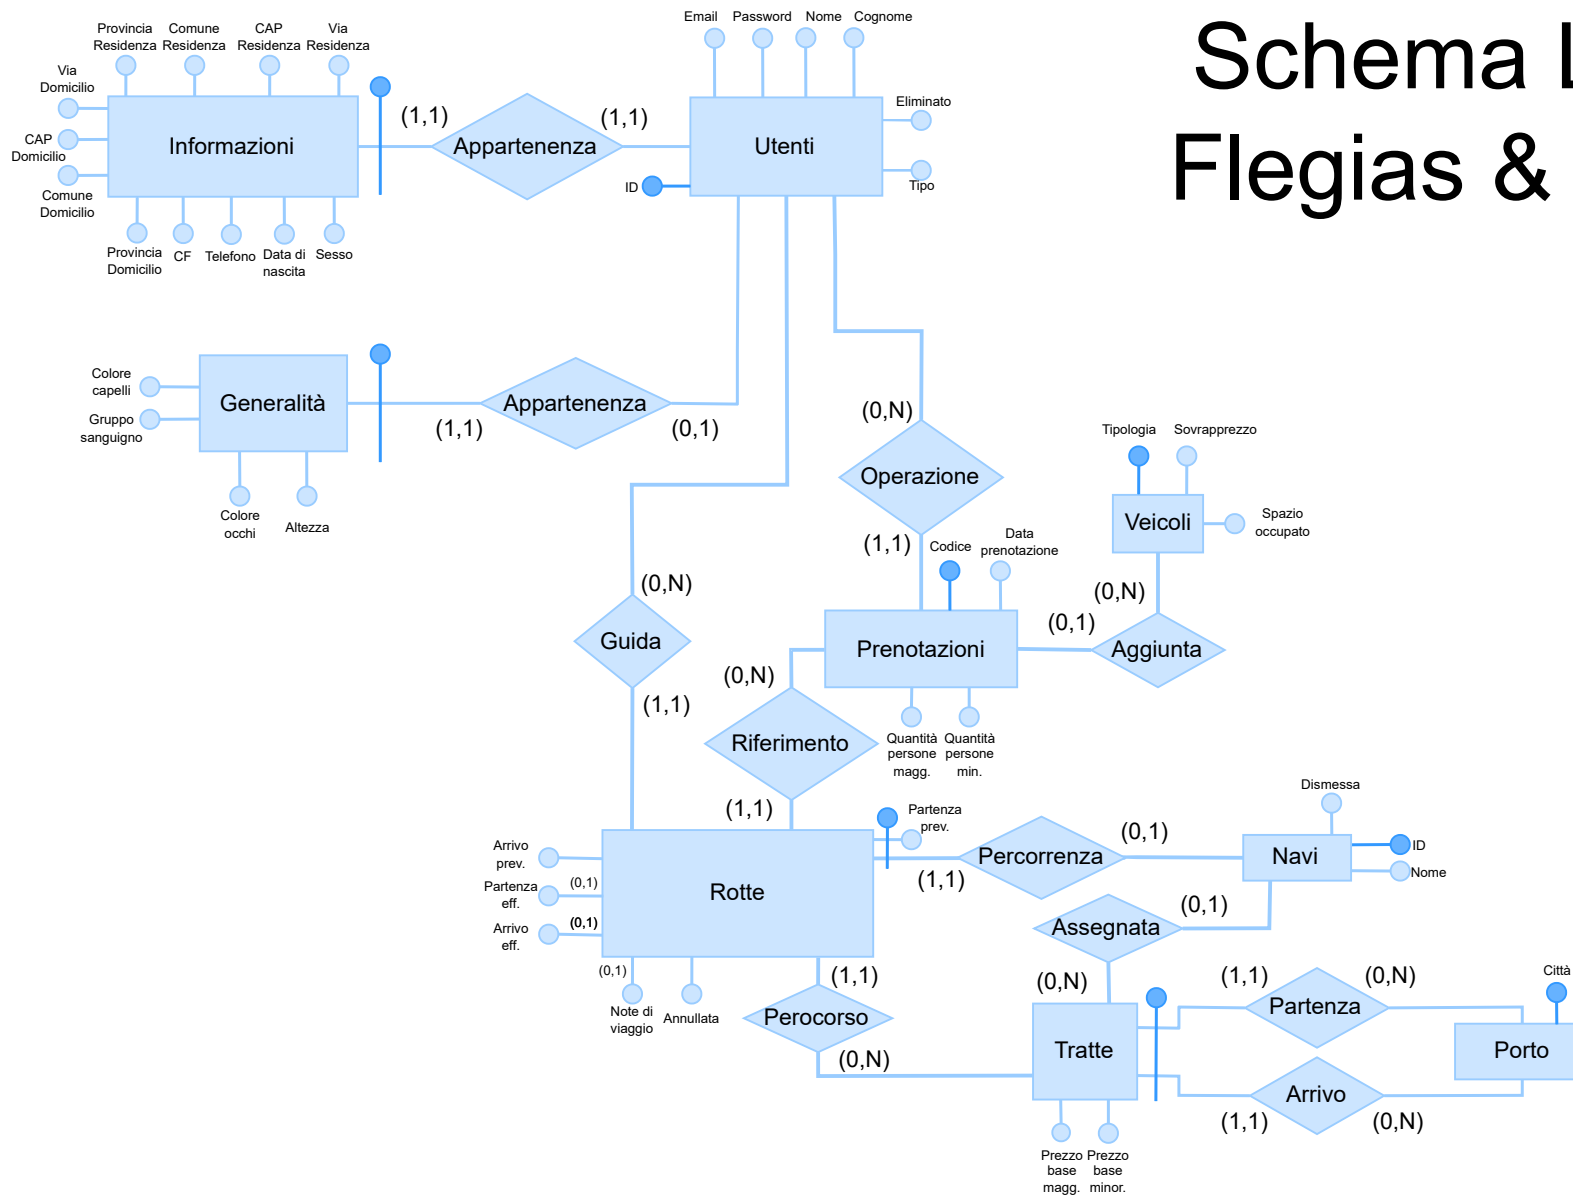 Schema L
Flegias &
Provincia
Residenza
Comune
Residenza
CAP
Residenza
Via
Residenza
Via
Domicilio
CAP
Domicilio
Comune
Domicilio
Informazioni
(1,1)
Appartenenza
(1,1)
Provincia
Domicilio
CF
Telefono
Data di
nascita
Sesso
Email
Password
Nome
Cognome
Utenti
Eliminato
Tipo
ID
Colore
capelli
Gruppo
sanguigno
Generalità
Colore
occhi
Altezza
(1,1)
Appartenenza
(0,1)
(0,N)
Operazione
(1,1)
Tipologia
Sovrapprezzo
Veicoli
Spazio
occupato
(0,N)
Guida
(1,1)
Codice
Data
prenotazione
Prenotazioni
(0,1)
(0,N)
Aggiunta
Quantità
persone
magg.
Quantità
persone
min.
(0,N)
Riferimento
(1,1)
Arrivo
prev.
Partenza
eff.
(0,1)
Arrivo
eff.
(0,1)
Rotte
Partenza
prev.
(0,1)
Note di
viaggio
Annullata
(1,1)
Percorrenza
(0,1)
Dismessa
Navi
ID
Nome
(0,1)
Assegnata
(0,N)
(1,1)
Perocorso
(0,N)
Tratte
Prezzo
base
magg.
Prezzo
base
minor.
(1,1)
Partenza
(0,N)
Città
Porto
Arrivo
(1,1)
(0,N)